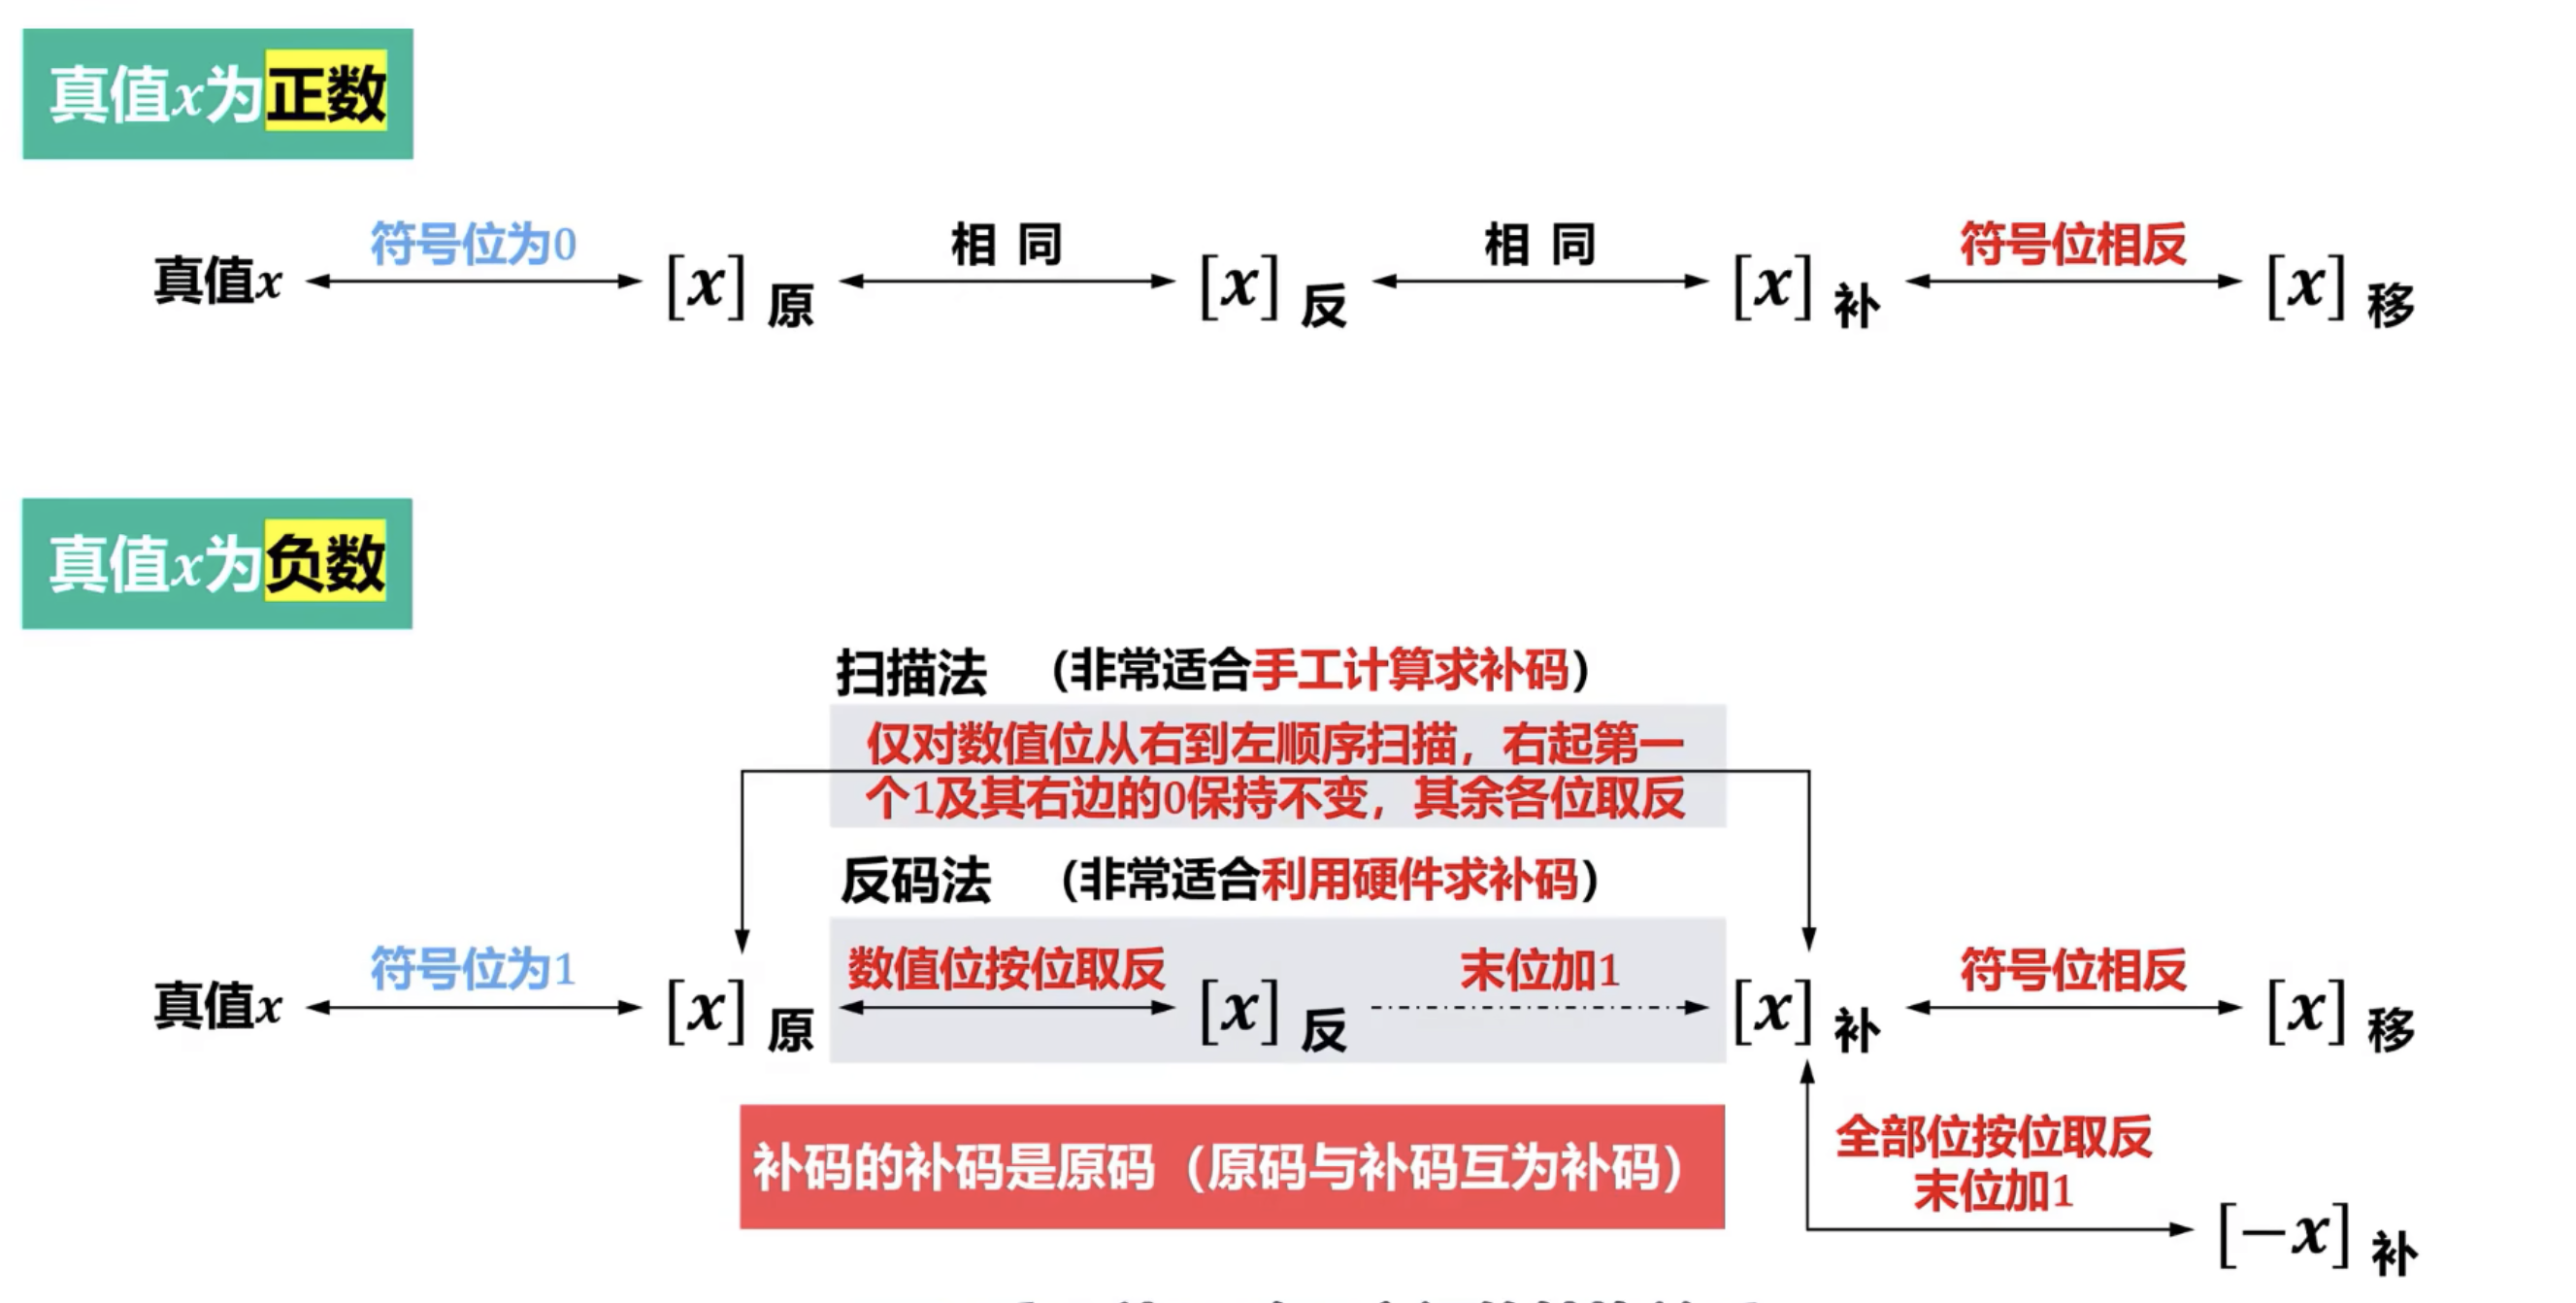 真值x为正数
真值x 符号位为0 [x]原 相 同 [x]反 相 同 [x]补 符号位相反 [x]移
真值x为负数
扫描法 (非常适合手工计算求补码)
仅对数值位从右到左顺序扫描，右起第一
个1及其右边的0保持不变，其余各位取反
反码法 (非常适合利用硬件求补码)
真值x 符号位为1 [x]原 数值位按位取反 [x]反 末位加1 [x]补 符号位相反 [x]移
补码的补码是原码（原码与补码互为补码）
全部位按位取反
末位加1
[−x]补